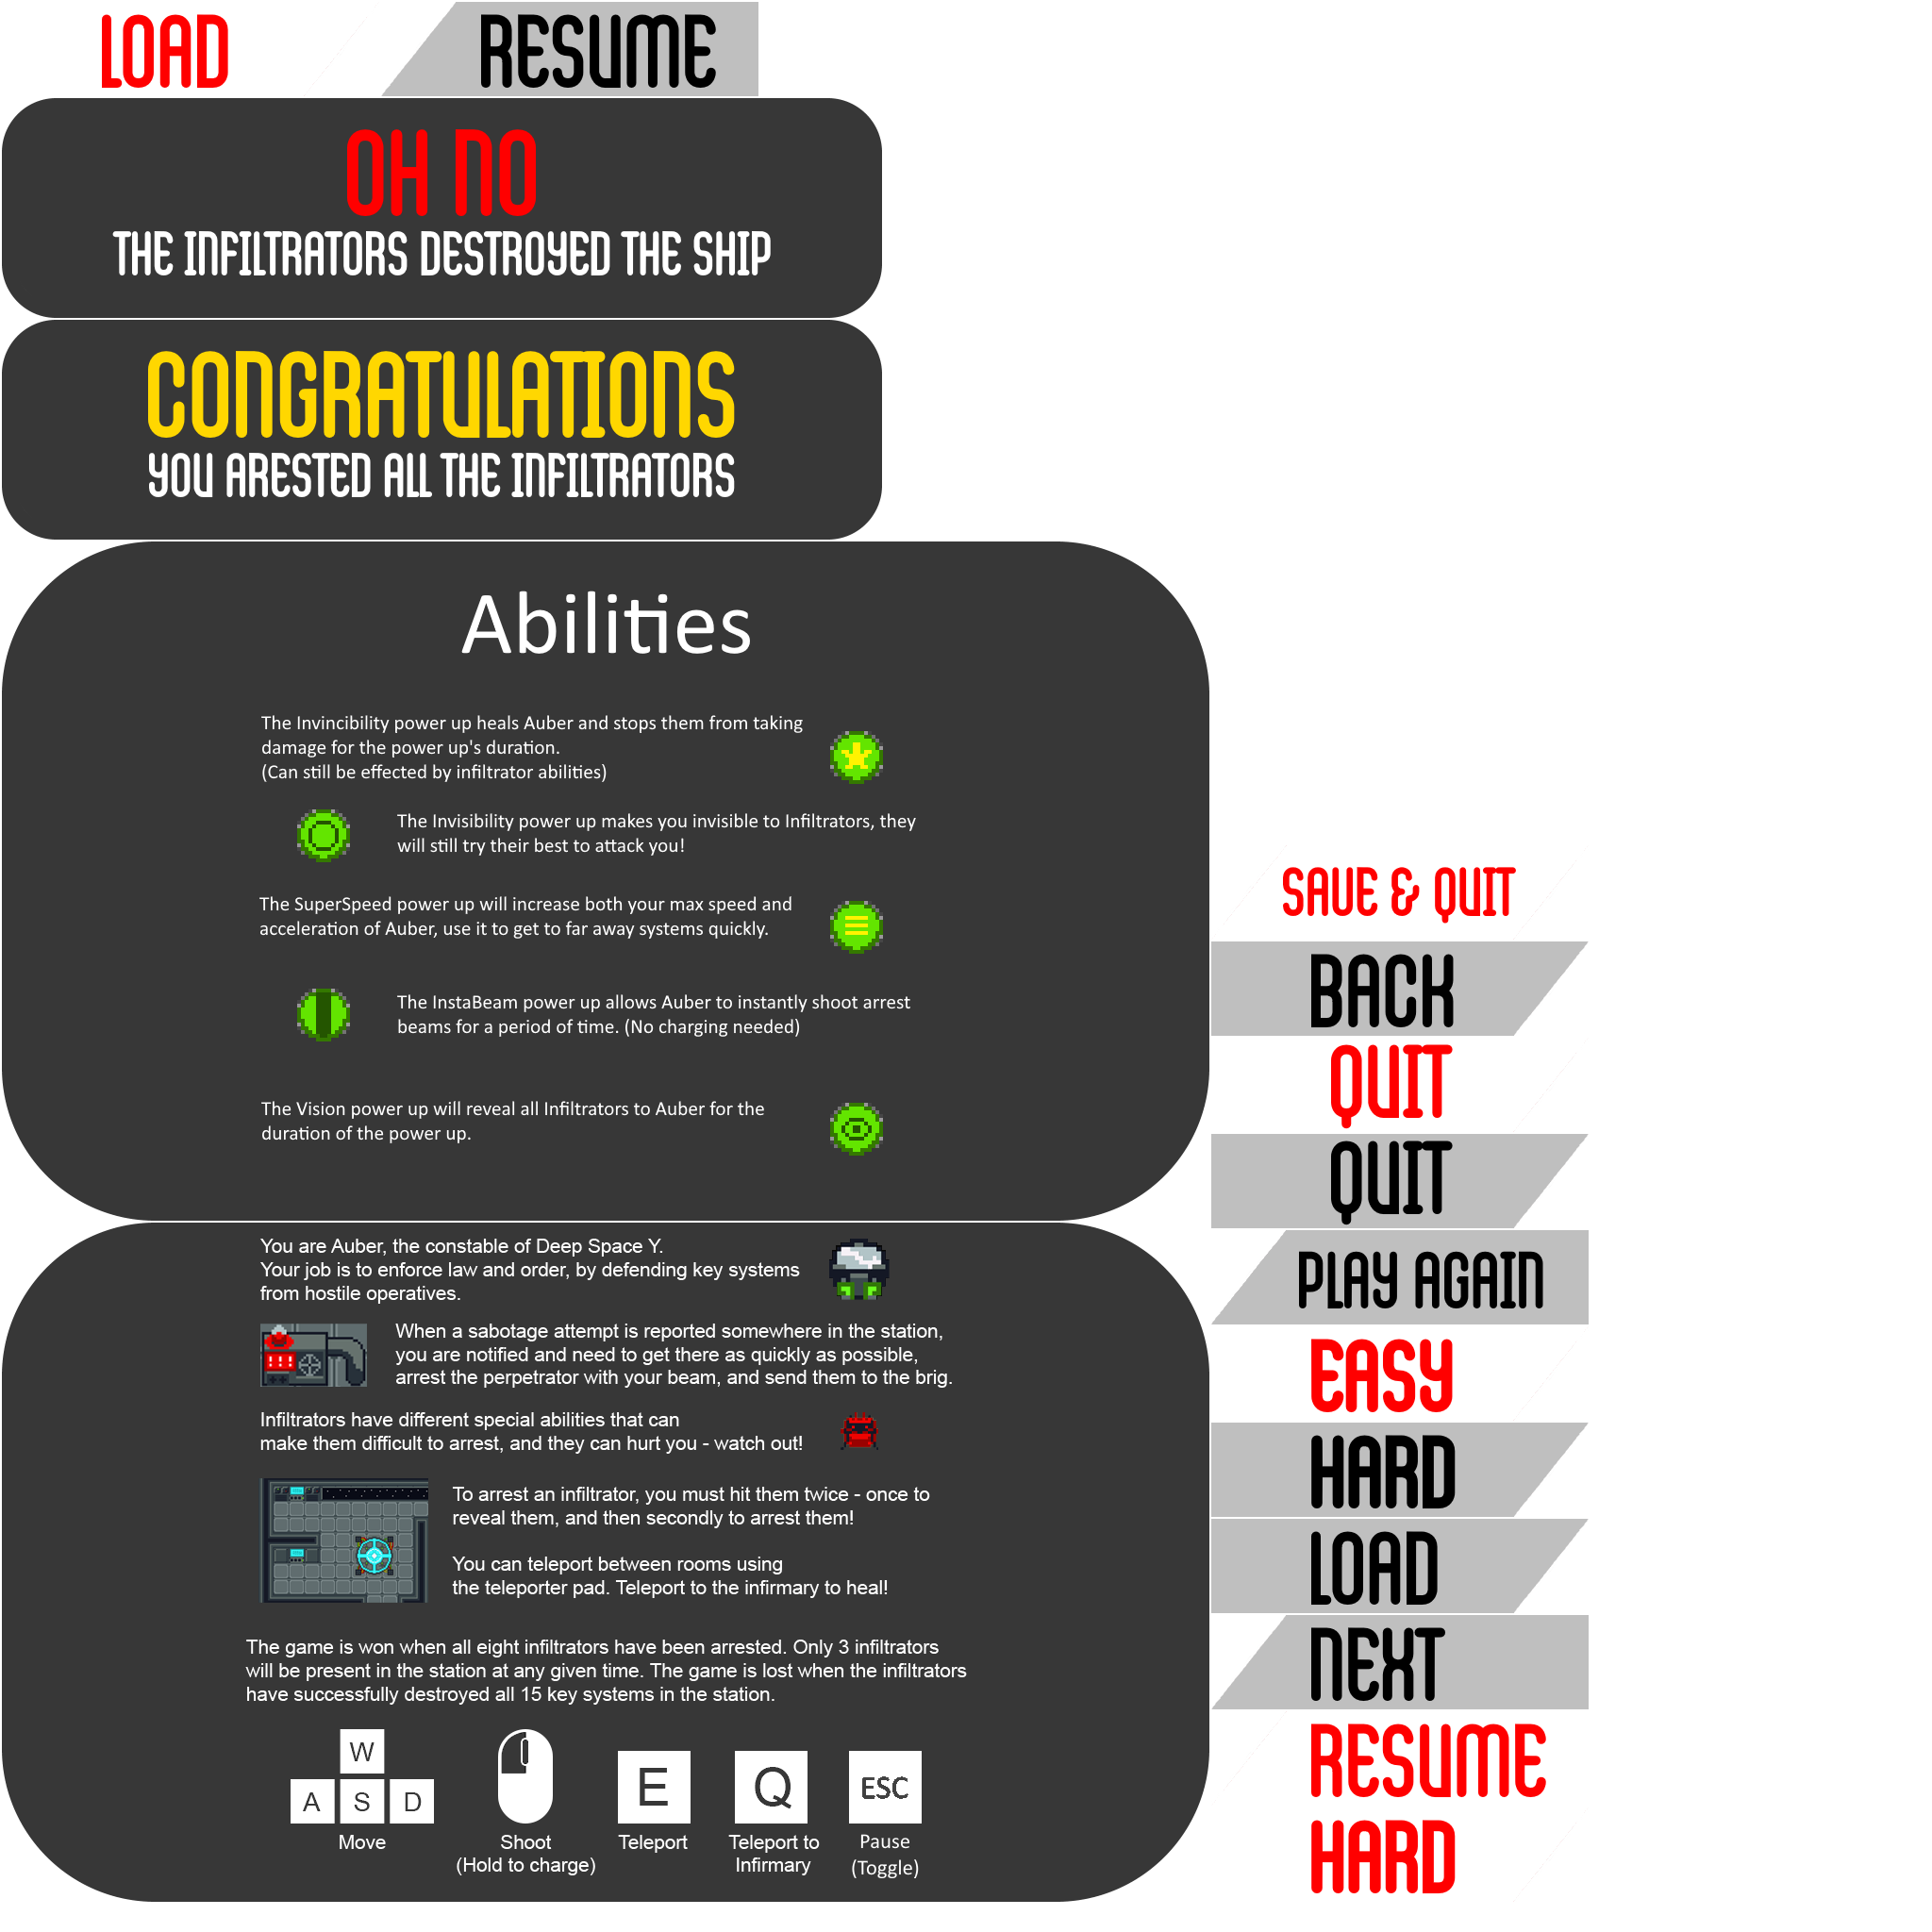 LOAD
RESUME
OH NO
THE INFILTRATORS DESTROYED THE SHIP
CONGRATULATIONS
YOU ARESTED ALL THE INFILTRATORS
Abilities
The Invincibility power up heals Auber and stops them from taking
damage for the power up's duration.
(Can still be effected by infiltrator abilities)
The Invisibility power up makes you invisible to Infiltrators, they
will still try their best to attack you!
The SuperSpeed power up will increase both your max speed and
acceleration of Auber, use it to get to far away systems quickly.
The InstaBeam power up allows Auber to instantly shoot arrest
beams for a period of time. (No charging needed)
The Vision power up will reveal all Infiltrators to Auber for the
duration of the power up.
You are Auber, the constable of Deep Space Y.
Your job is to enforce law and order, by defending key systems
from hostile operatives.
When a sabotage attempt is reported somewhere in the station,
you are notified and need to get there as quickly as possible,
arrest the perpetrator with your beam, and send them to the brig.
Infiltrators have different special abilities that can
make them difficult to arrest, and they can hurt you - watch out!
To arrest an infiltrator, you must hit them twice - once to
reveal them, and then secondly to arrest them!
You can teleport between rooms using
the teleporter pad. Teleport to the infirmary to heal!
The game is won when all eight infiltrators have been arrested. Only 3 infiltrators
will be present in the station at any given time. The game is lost when the infiltrators
have successfully destroyed all 15 key systems in the station.
W
A S D
Move
Shoot
(Hold to charge)
E
Teleport
Q
Teleport to
Infirmary
ESC
Pause
(Toggle)
SAVE & QUIT
BACK
QUIT
QUIT
PLAY AGAIN
EASY
HARD
LOAD
NEXT
RESUME
HARD